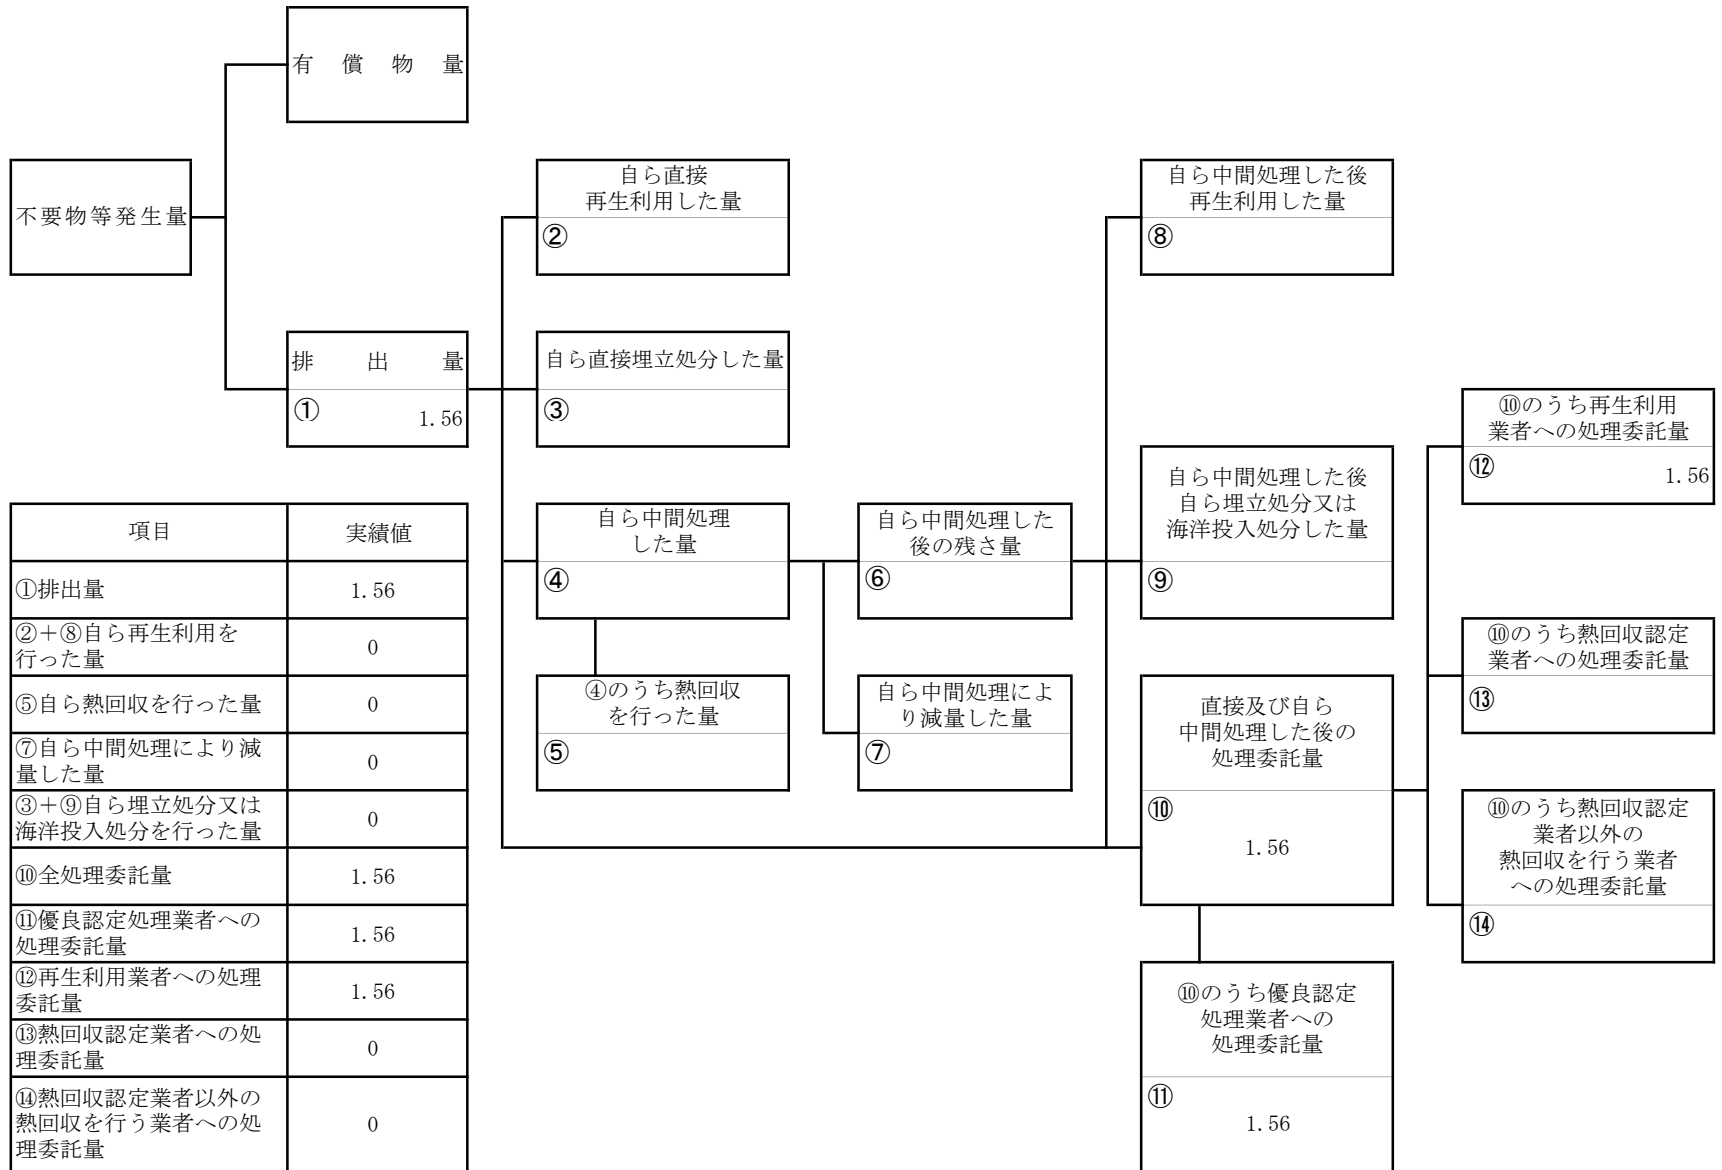 有償物量
不要物等発生量
排出量
①
1.56
自ら直接
再生利用した量
②
自ら直接埋立処分した量
③
自ら中間処理
した量
④
④のうち熱回収
を行った量
⑤
自ら中間処理した
後の残さ量
⑥
自ら中間処理によ
り減量した量
⑦
自ら中間処理した後
再生利用した量
⑧
自ら中間処理した後
自ら埋立処分又は
海洋投入処分した量
⑨
直接及び自ら
中間処理した後の
処理委託量
⑩
1.56
⑩のうち優良認定
処理業者への
処理委託量
⑪
1.56
⑩のうち再生利用
業者への処理委託量
⑫
1.56
⑩のうち熱回収認定
業者への処理委託量
⑬
⑩のうち熱回収認定
業者以外の
熱回収を行う業者
への処理委託量
⑭
項目 実績値
①排出量 1.56
②+⑧自ら再生利用を
行った量 0
⑤自ら熱回収を行った量 0
⑦自ら中間処理により減
量した量 0
③+⑨自ら埋立処分又は
海洋投入処分を行った量 0
⑩全処理委託量 1.56
⑪優良認定処理業者への
処理委託量 1.56
⑫再生利用業者への処理
委託量 1.56
⑬熱回収認定業者への処
理委託量 0
⑭熱回収認定業者以外の
熱回収を行う業者への処
理委託量 0